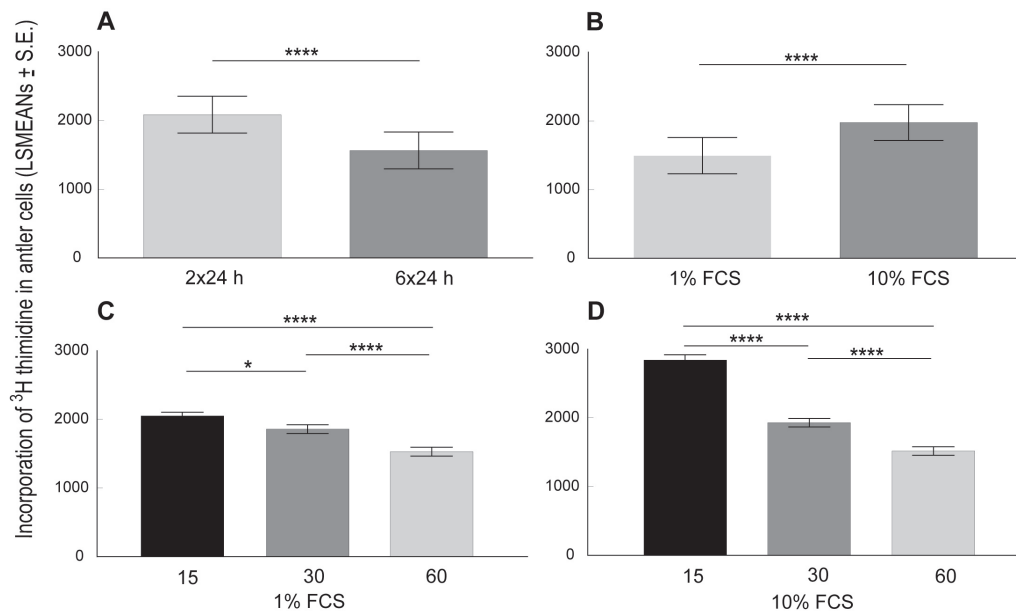 Incorporation of ³H thimidine in antler cells (LSMEANs ± S.E.)
A
****
3000
2000
1000
0
2x24 h 6x24 h
B
****
3000
2000
1000
0
1% FCS 10% FCS
C
****
****
*
3000
2000
1000
0
15 30 60
1% FCS
D
****
****
****
3000
2000
1000
0
15 30 60
10% FCS